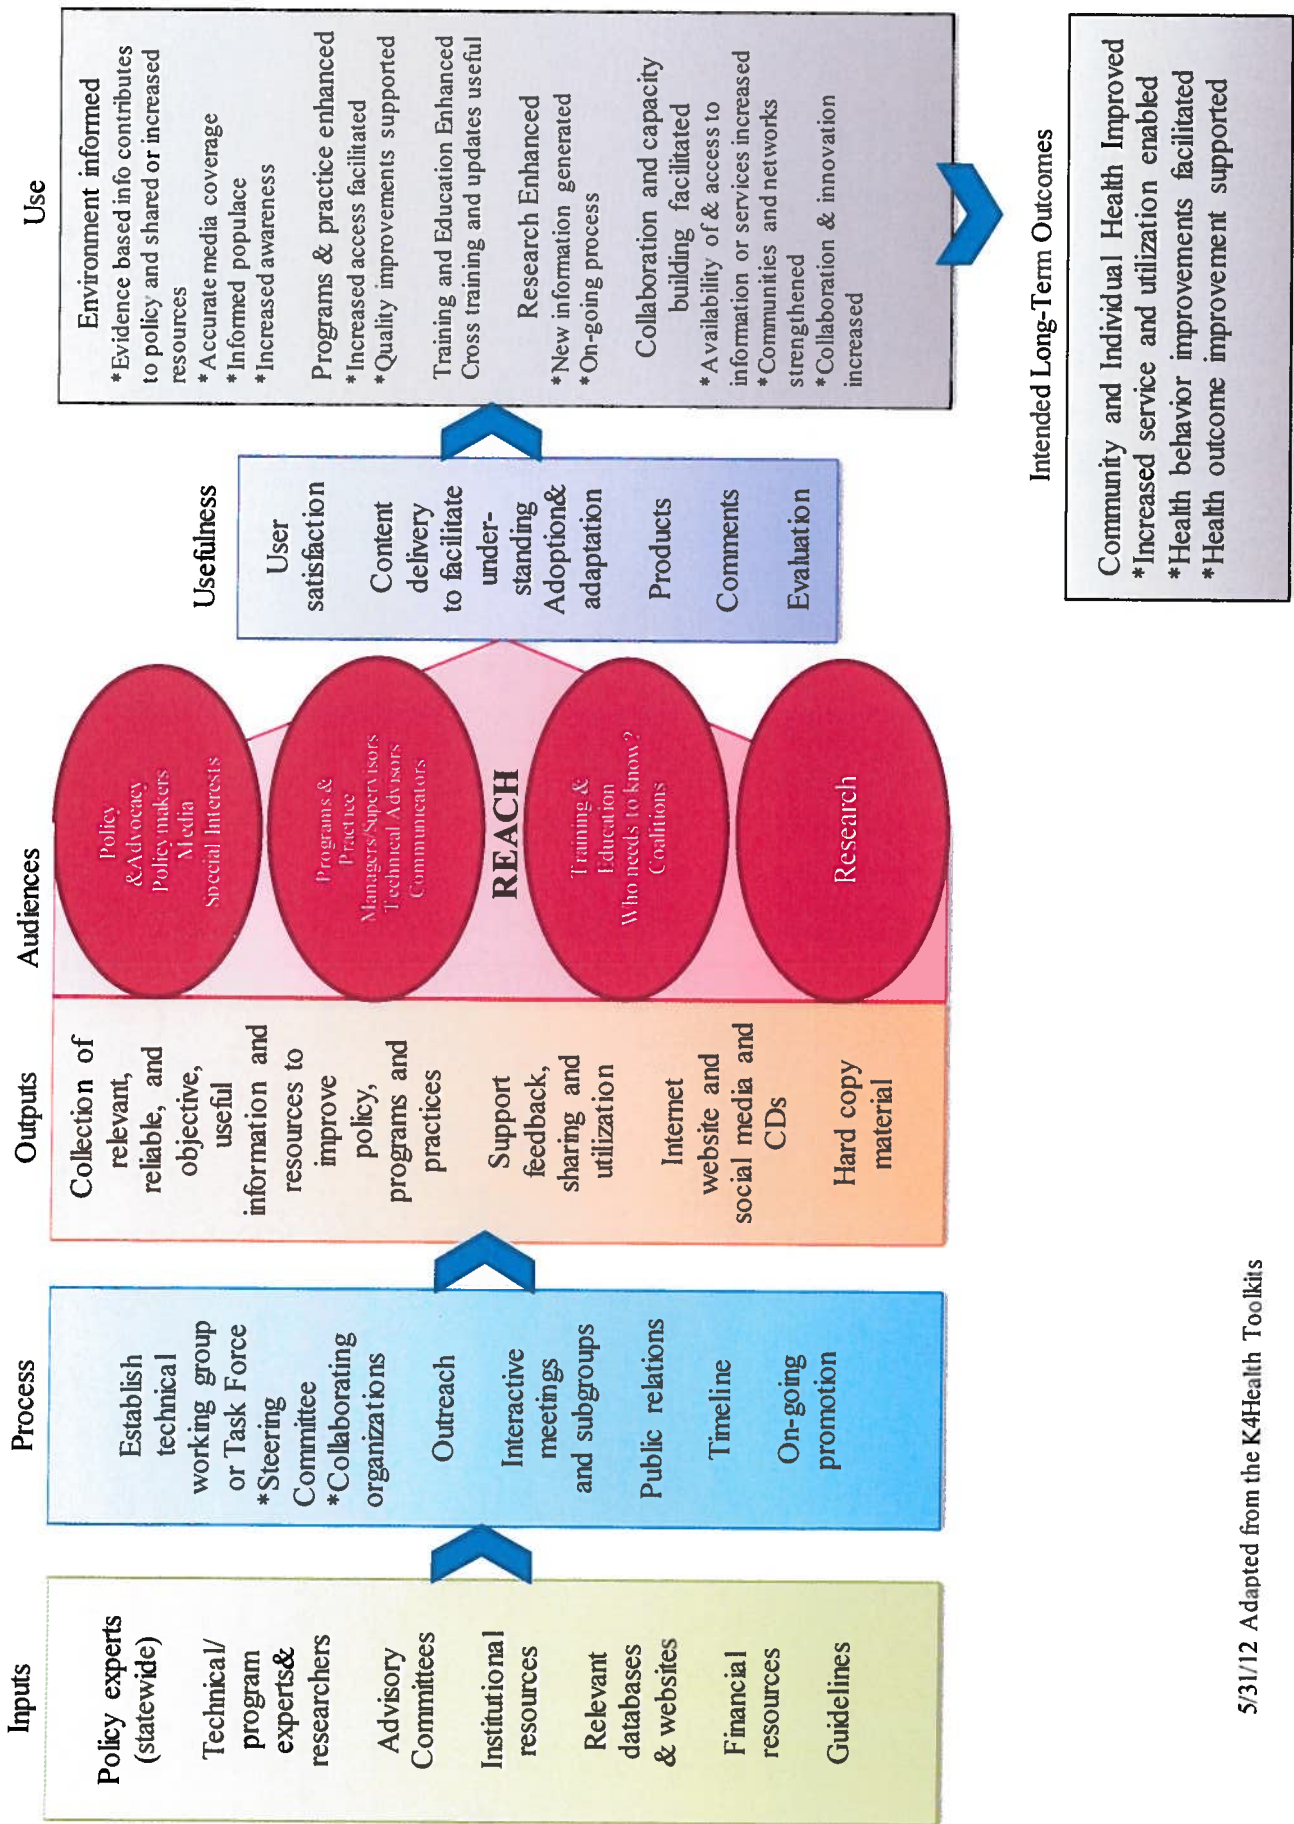 Inputs
Policy experts
(statewide)
Technical/
program
experts&
researchers
Advisory
Committees
Institutional
resources
Relevant
databases
& websites
Financial
resources
Guidelines
Process
Establish
technical
working group
or Task Force
*Steering
Committee
*Collaborating
organizations
Outreach
Interactive
meetings
and subgroups
Public relations
Timeline
On-going
promotion
Outputs
Collection of
relevant,
reliable, and
objective,
useful
information and
resources to
improve
policy,
programs and
practices
Support
feedback,
sharing and
utilization
Internet
website and
social media and
CDs
Hard copy
material
Audiences
Policy
&Advocacy
Policymakers
Media
Special Interests
Programs &
Practice
Managers/Supervisors
Technical Advisors
Communicators
REACH
Training &
Education
Who needs to know?
Coalitions
Research
Usefulness
User
satisfaction
Content
delivery
to facilitate
under-
standing
Adoption&
adaptation
Products
Comments
Evaluation
Use
Environment informed
*Evidence based info contributes
to policy and shared or increased
resources
*Accurate media coverage
*Informed populace
*Increased awareness
Programs & practice enhanced
*Increased access facilitated
*Quality improvements supported
Training and Education Enhanced
Cross training and updates useful
Research Enhanced
*New information generated
*On-going process
Collaboration and capacity
building facilitated
*Availability of & access to
information or services increased
*Communities and networks
strengthened
*Collaboration & innovation
increased
Intended Long-Term Outcomes
Community and Individual Health Improved
*Increased service and utilization enabled
*Health behavior improvements facilitated
*Health outcome improvement supported
5/31/12 Adapted from the K4Health Toolkits